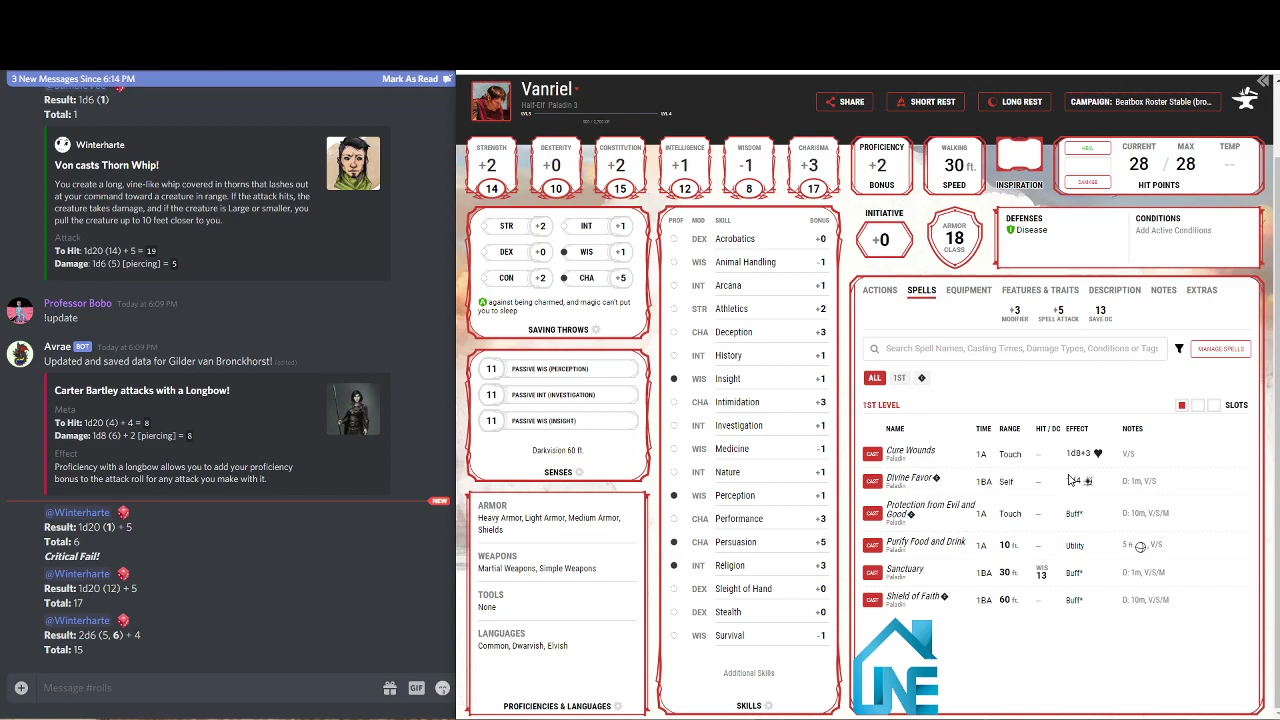 3 New Messages Since 6:14 PM
Mark As Read
Result: 1d6 (1)
Total: 1
Winterharte
Von casts Thorn Whip!
You create a long, vine-like whip covered in thorns that lashes out
at your command toward a creature in range. If the attack hits, the
creature takes damage, and if the creature is Large or smaller, you
pull the creature up to 10 feet closer to you.
Attack
To Hit: 1d20 (14) + 5 = 19
Damage: 1d6 (5) [piercing] = 5
Professor Bobo Today at 6:09 PM
!update
Avrae BOT Today at 6:09 PM
Updated and saved data for Gilder van Bronckhorst! (edited)
Carter Bartley attacks with a Longbow!
Meta
To Hit: 1d20 (4) + 4 = 8
Damage: 1d8 (6) + 2 [piercing] = 8
Effect
Proficiency with a longbow allows you to add your proficiency
bonus to the attack roll for any attack you make with it.
NEW
@Winterharte
Result: 1d20 (1) + 5
Total: 6
Critical Fail!
@Winterharte
Result: 1d20 (12) + 5
Total: 17
@Winterharte
Result: 2d6 (5, 6) + 4
Total: 15
Message #rolls
GIF
Vanriel
Half-Elf Paladin 3
LVL 3
LVL 4
SHARE
SHORT REST
LONG REST
CAMPAIGN: Beatbox Roster Stable (bro...
STRENGTH
+2
14
DEXTERITY
+0
10
CONSTITUTION
+2
15
INTELLIGENCE
+1
12
WISDOM
-1
8
CHARISMA
+3
17
PROFICIENCY
+2
BONUS
WALKING
30 ft.
SPEED
INSPIRATION
HEAL
DAMAGE
CURRENT
28
/
MAX
28
TEMP
--
HIT POINTS
STR +2
INT +1
DEX +0
WIS +1
CON +2
CHA +5
A against being charmed, and magic can't put
you to sleep
SAVING THROWS
11 PASSIVE WIS (PERCEPTION)
11 PASSIVE INT (INVESTIGATION)
11 PASSIVE WIS (INSIGHT)
Darkvision 60 ft.
SENSES
ARMOR
Heavy Armor, Light Armor, Medium Armor,
Shields
WEAPONS
Martial Weapons, Simple Weapons
TOOLS
None
LANGUAGES
Common, Dwarvish, Elvish
PROFICIENCIES & LANGUAGES
PROF MOD SKILL BONUS
DEX Acrobatics +0
WIS Animal Handling -1
INT Arcana +1
STR Athletics +2
CHA Deception +3
INT History +1
WIS Insight +1
CHA Intimidation +3
INT Investigation +1
WIS Medicine -1
INT Nature +1
WIS Perception +1
CHA Performance +3
CHA Persuasion +5
INT Religion +3
DEX Sleight of Hand +0
DEX Stealth +0
WIS Survival -1
Additional Skills
SKILLS
INITIATIVE
+0
ARMOR
18
CLASS
DEFENSES
Disease
CONDITIONS
Add Active Conditions
ACTIONS SPELLS EQUIPMENT FEATURES & TRAITS DESCRIPTION NOTES EXTRAS
+3
MODIFIER
+5
SPELL ATTACK
13
SAVE DC
Search Spell Names, Casting Times, Damage Types, Conditions or Tags
MANAGE SPELLS
ALL 1ST
1ST LEVEL
SLOTS
NAME TIME RANGE HIT / DC EFFECT NOTES
CAST Cure Wounds 1A Touch -- 1d8+3 V/S
Paladin
CAST Divine Favor 1BA Self -- D: 1m, V/S
Paladin
CAST Protection from Evil and
Good 1A Touch -- Buff* D: 10m, V/S/M
Paladin
CAST Purify Food and Drink 1A 10 ft. -- Utility 5 ft. , V/S
Paladin
CAST Sanctuary 1BA 30 ft. WIS 13 Buff* D: 1m, V/S/M
Paladin
CAST Shield of Faith 1BA 60 ft. -- Buff* D: 10m, V/S/M
Paladin
UNE